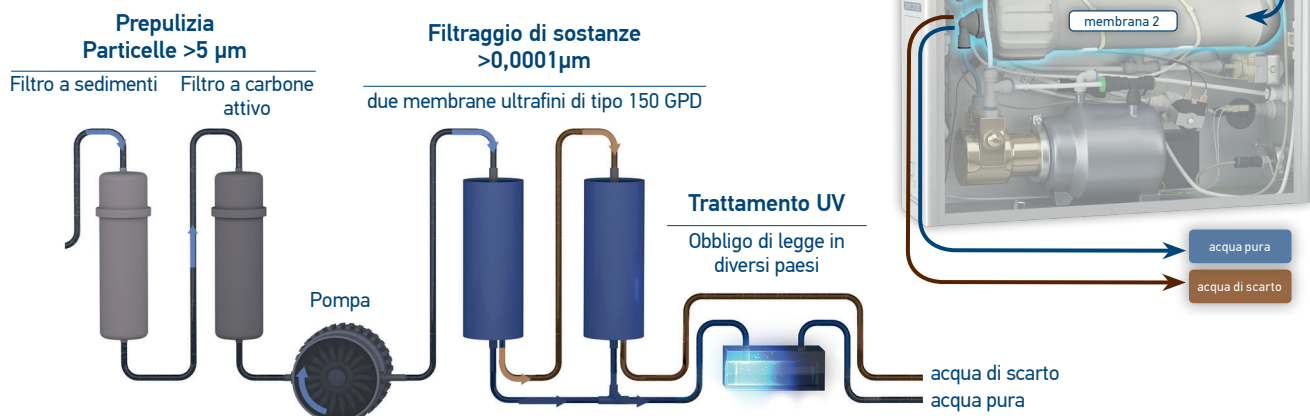 Prepulizia
Particelle >5 µm
Filtro a sedimenti
Filtro a carbone
attivo
Filtraggio di sostanze
>0,0001µm
due membrane ultrafini di tipo 150 GPD
Pompa
Trattamento UV
Obbligo di legge in
diversi paesi
acqua di scarto
acqua pura
membrana 2
acqua pura
acqua di scarto